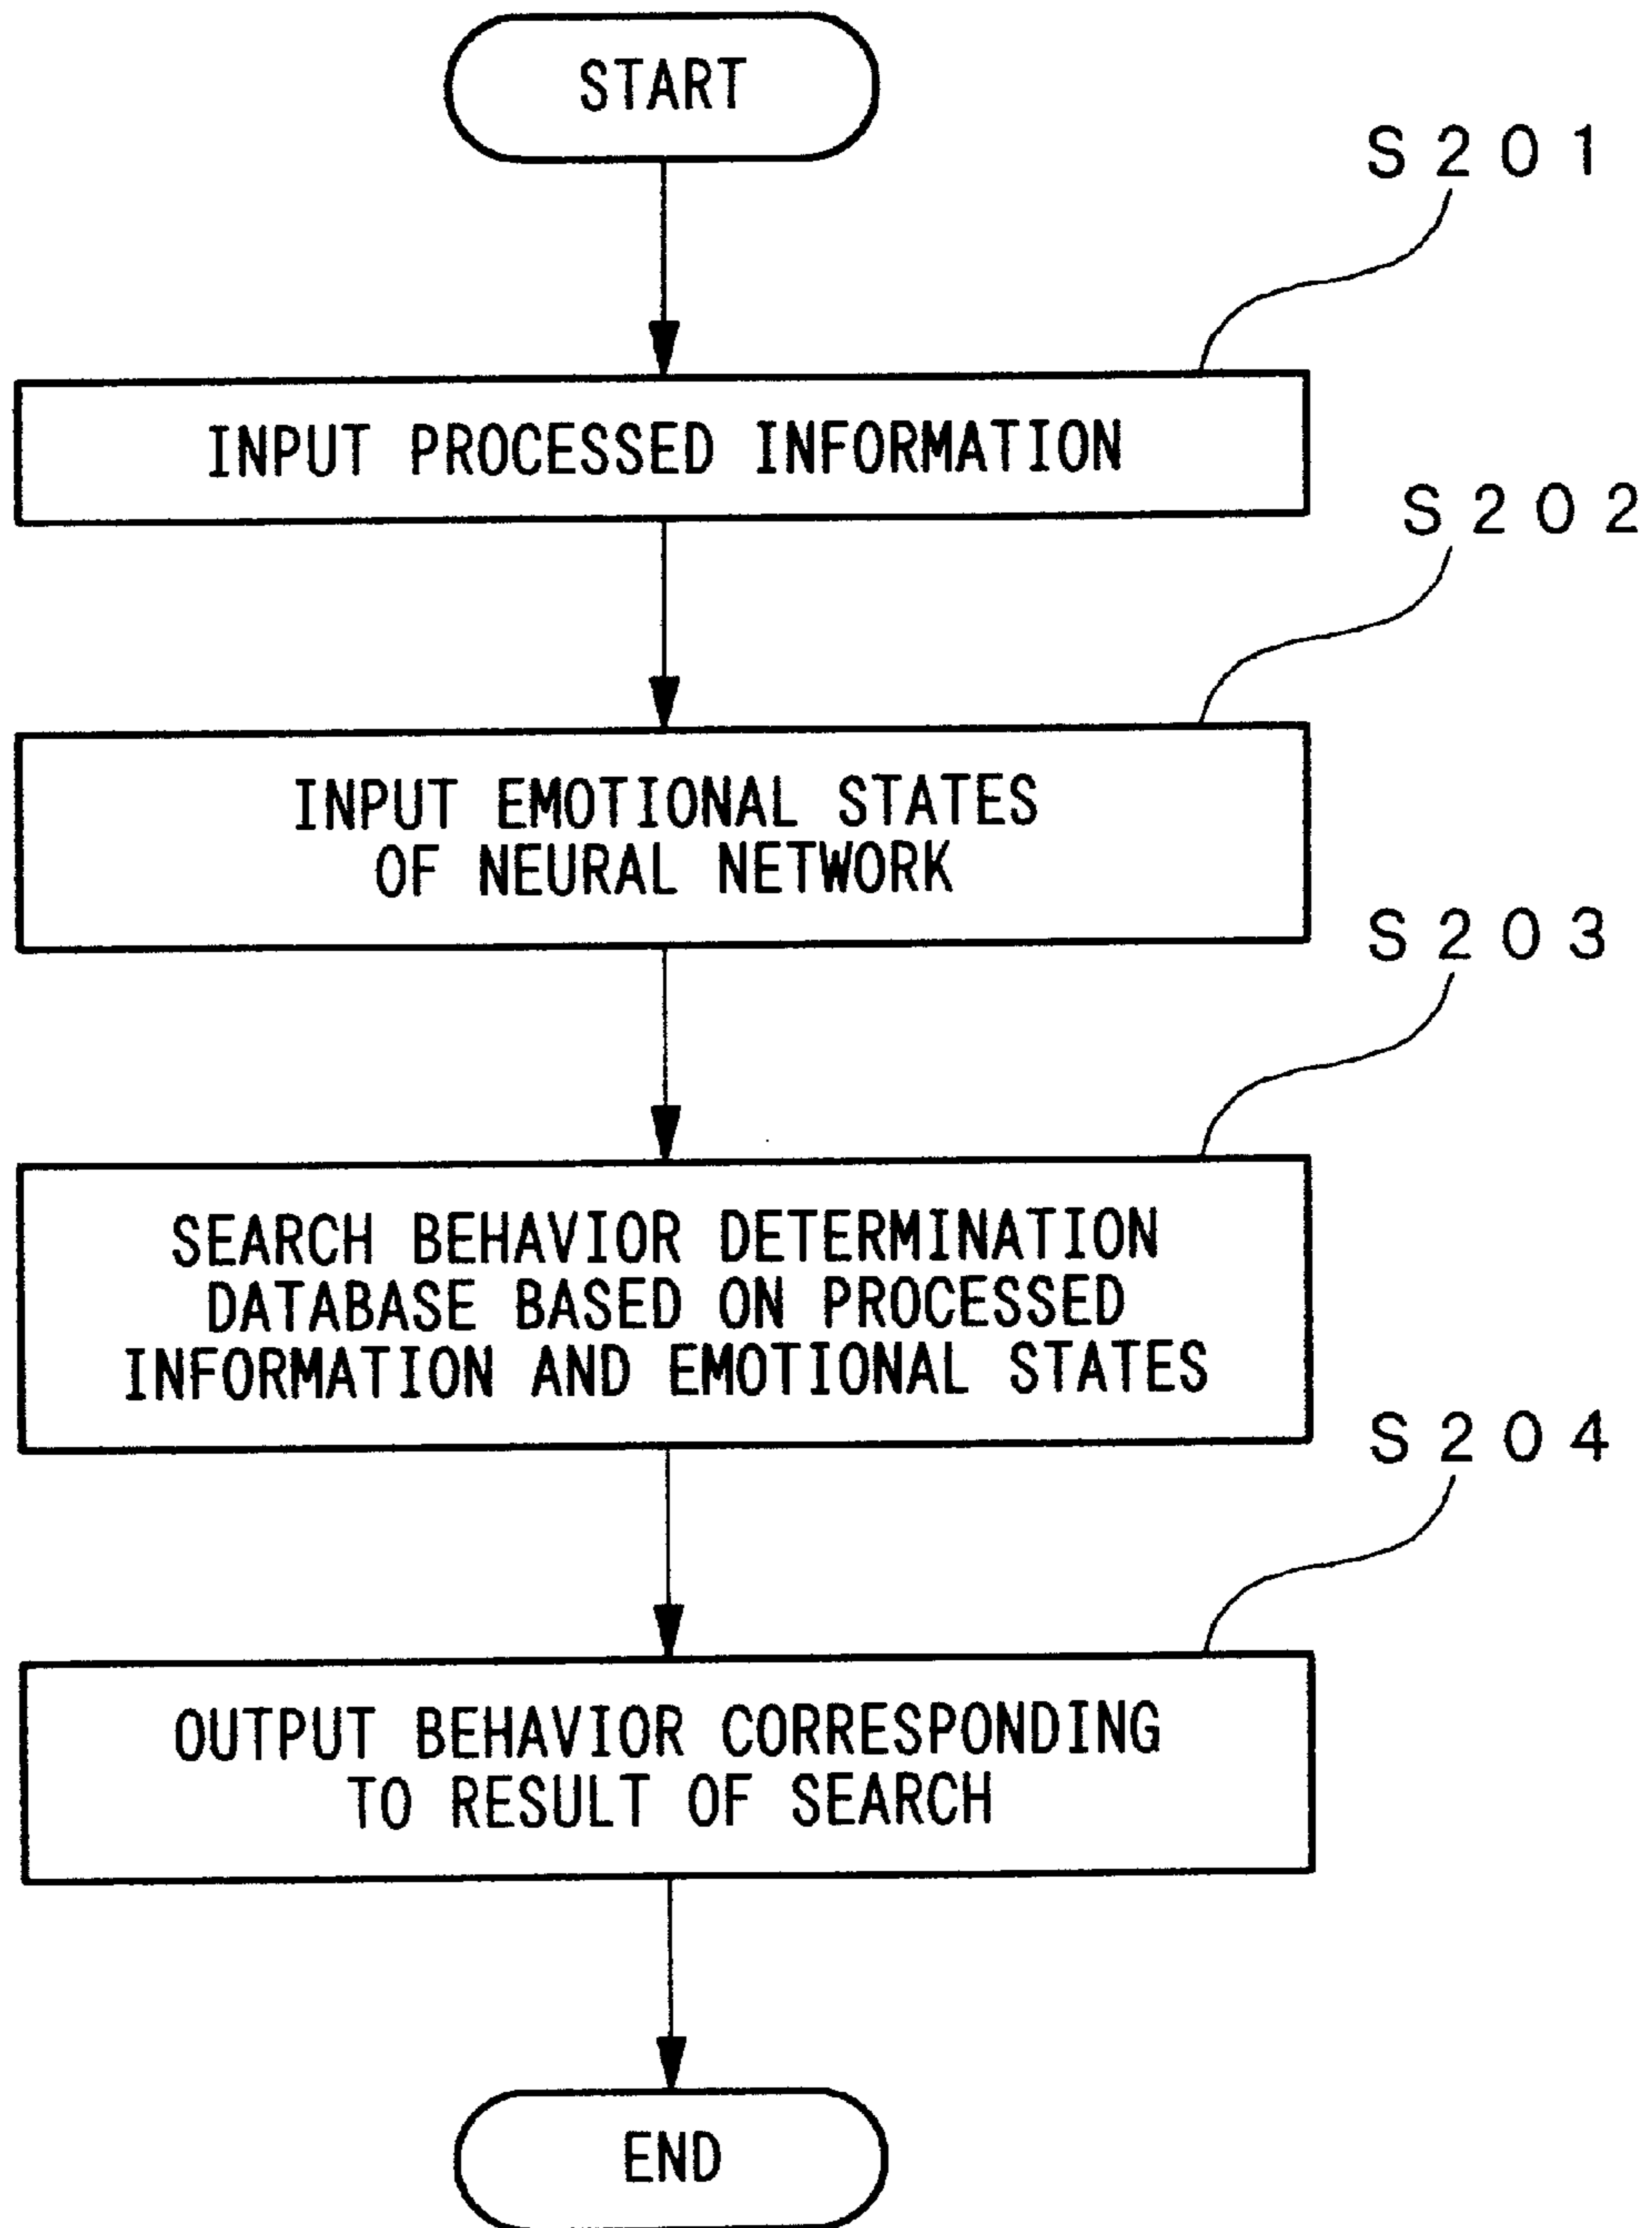 START
S201
INPUT PROCESSED INFORMATION
S202
INPUT EMOTIONAL STATES
OF NEURAL NETWORK
S203
SEARCH BEHAVIOR DETERMINATION
DATABASE BASED ON PROCESSED
INFORMATION AND EMOTIONAL STATES
S204
OUTPUT BEHAVIOR CORRESPONDING
TO RESULT OF SEARCH
END